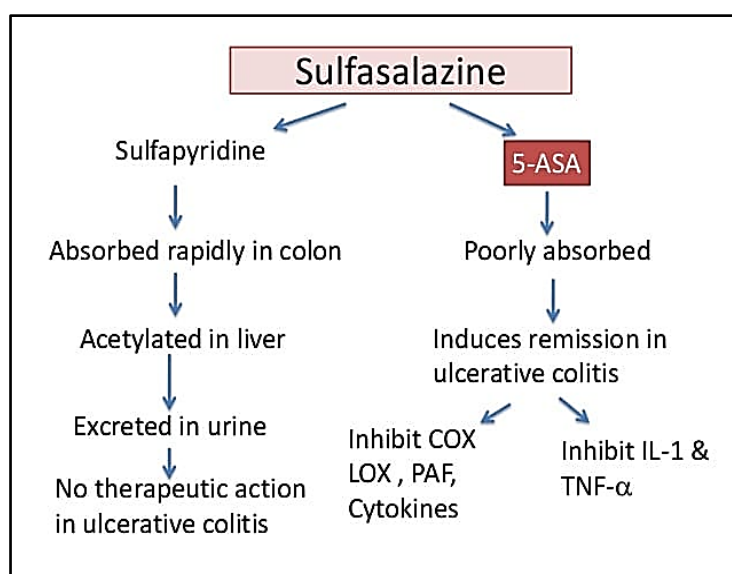 Sulfasalazine
Sulfapyridine
Absorbed rapidly in colon
Acetylated in liver
Excreted in urine
No therapeutic action
in ulcerative colitis
5-ASA
Poorly absorbed
Induces remission in
ulcerative colitis
Inhibit COX
LOX , PAF,
Cytokines
Inhibit IL-1 &
TNF-α